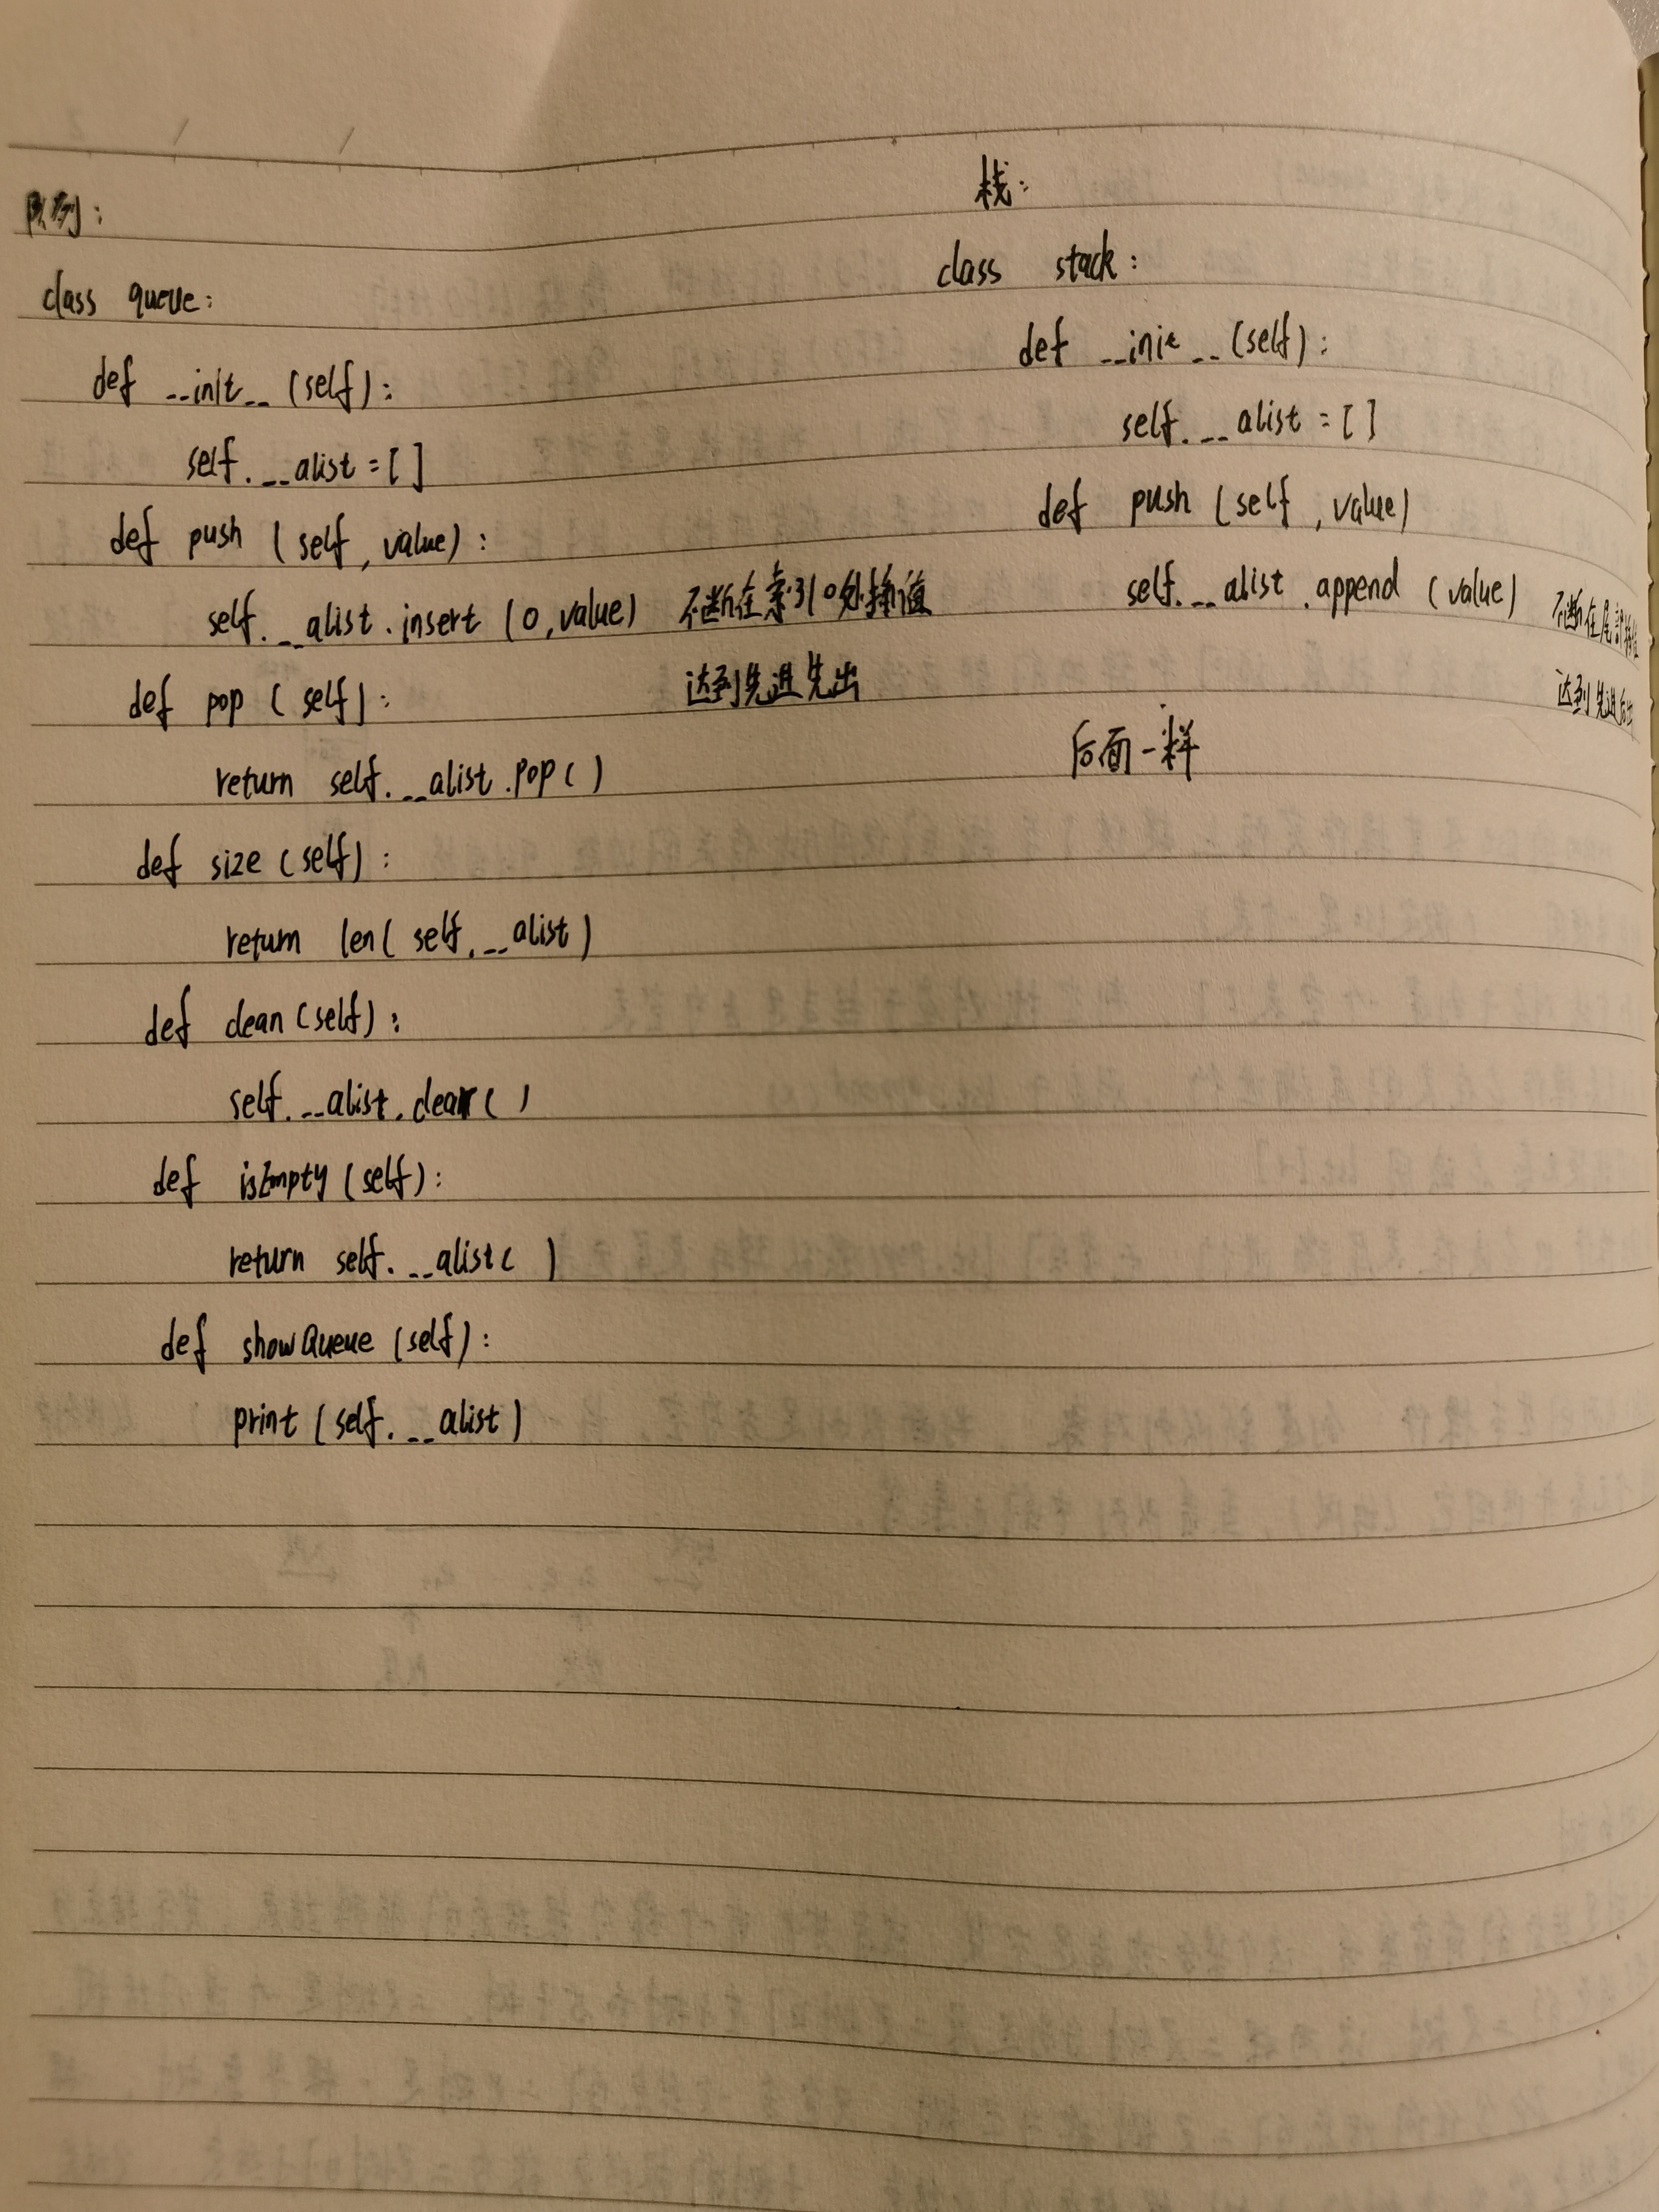 队列：
class queue:
def __init__ (self):
self.__alist = [ ]
def push (self, value):
self.__alist.insert (0, value) 不断在索引0处插值
def pop (self): 达到先进先出
return self.__alist.pop( )
def size (self):
return len( self.__alist )
def clean (self):
self.__alist.clear( )
def isEmpty (self):
return self.__alist( )
def showQueue (self):
print (self.__alist)
栈：
class stack:
def __init__ (self):
self.__alist = [ ]
def push (self, value)
self.__alist.append (value) 不断在尾部插值
达到先进后出
后面一样